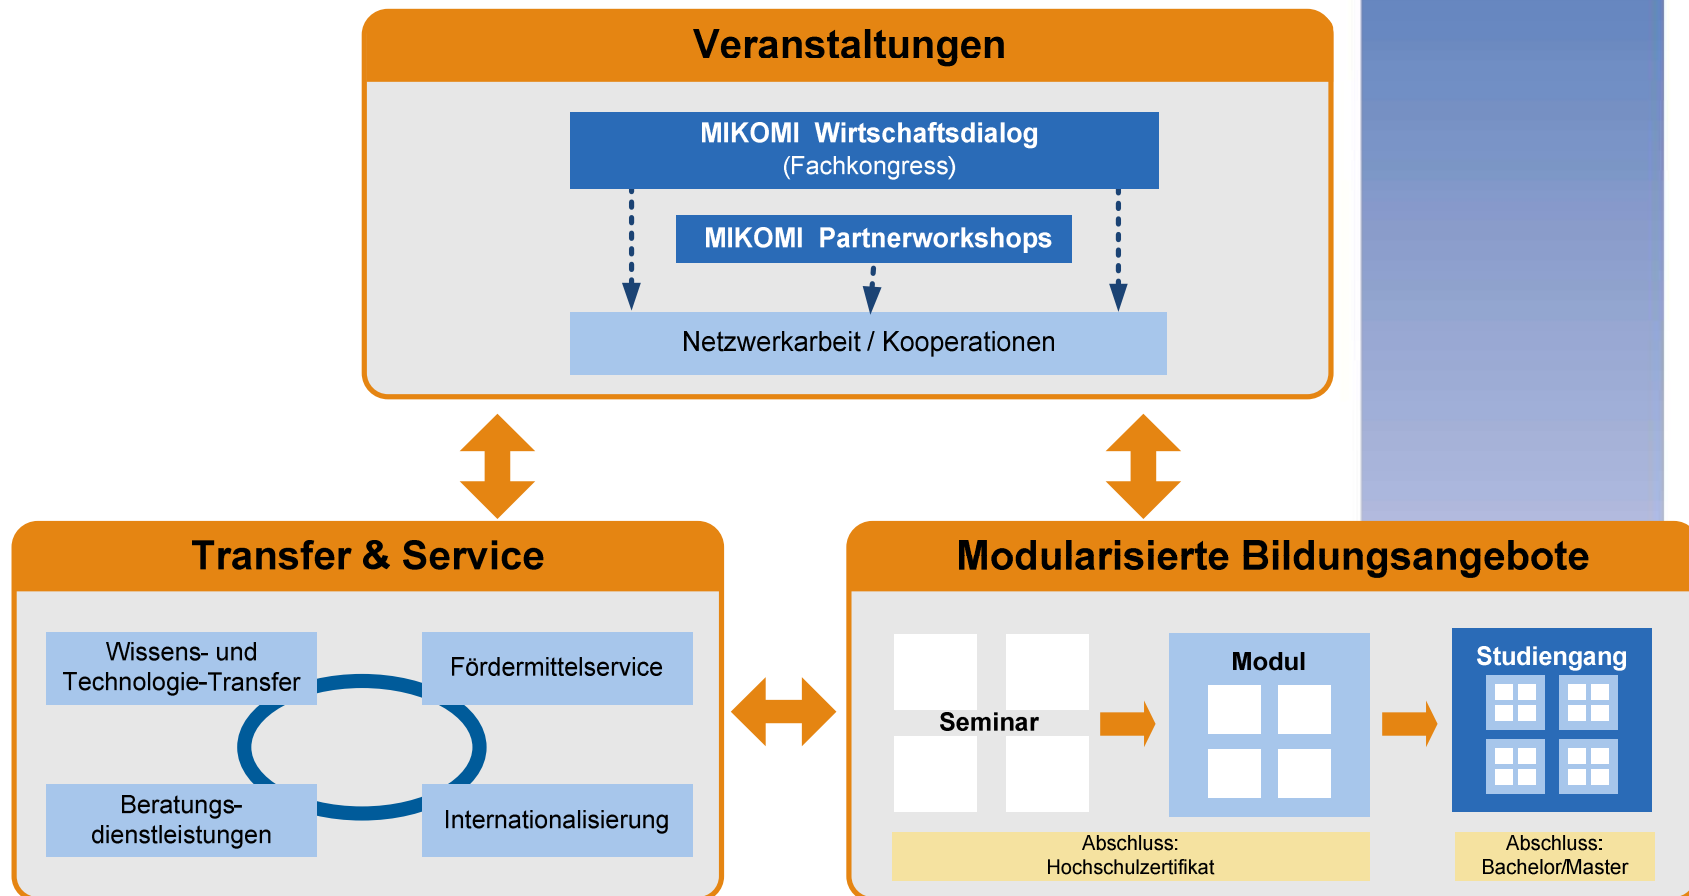 Veranstaltungen
MIKOMI Wirtschaftsdialog
(Fachkongress)
MIKOMI Partnerworkshops
Netzwerkarbeit / Kooperationen
Transfer & Service
Wissens- und
Technologie-Transfer
Fördermittelservice
Beratungs-
dienstleistungen
Internationalisierung
Modularisierte Bildungsangebote
Seminar
Modul
Studiengang
Abschluss:
Hochschulzertifikat
Abschluss:
Bachelor/Master